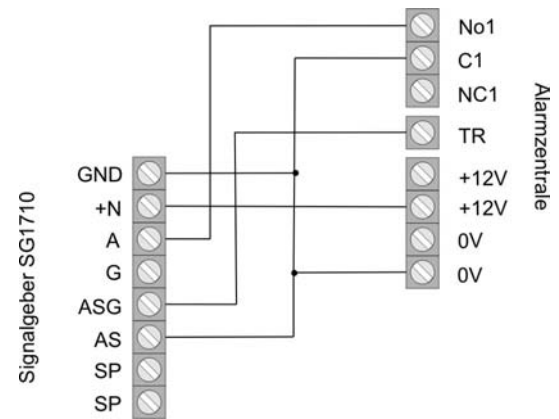 No1
C1
NC1
TR
+12V
+12V
0V
0V
Alarmzentrale
Signalgeber SG1710
GND
+N
A
G
ASG
AS
SP
SP